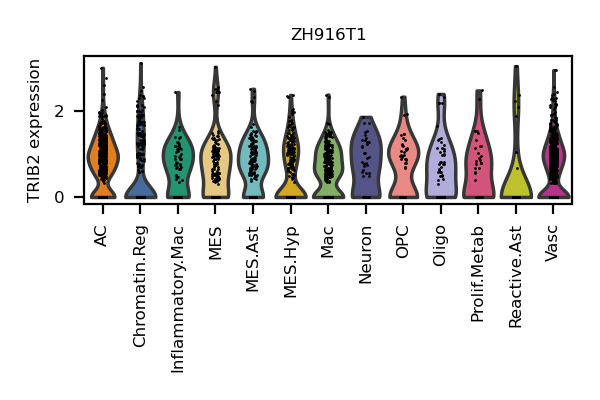 ZH916T1
TRIB2 expression
2
0
AC
Chromatin.Reg
Inflammatory.Mac
MES
MES.Ast
MES.Hyp
Mac
Neuron
OPC
Oligo
Prolif.Metab
Reactive.Ast
Vasc